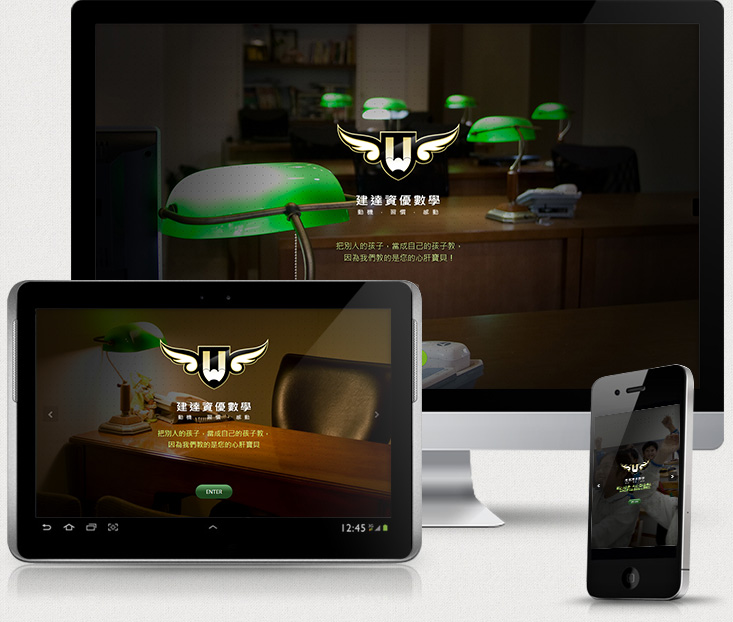 建達資優數學
動機 . 習慣 . 感動
把別人的孩子，當成自己的孩子教，
因為我們教的是您的心肝寶貝！
建達資優數學
動機 . 習慣 . 感動
把別人的孩子，當成自己的孩子教，
因為我們教的是您的心肝寶貝
ENTER
12:45